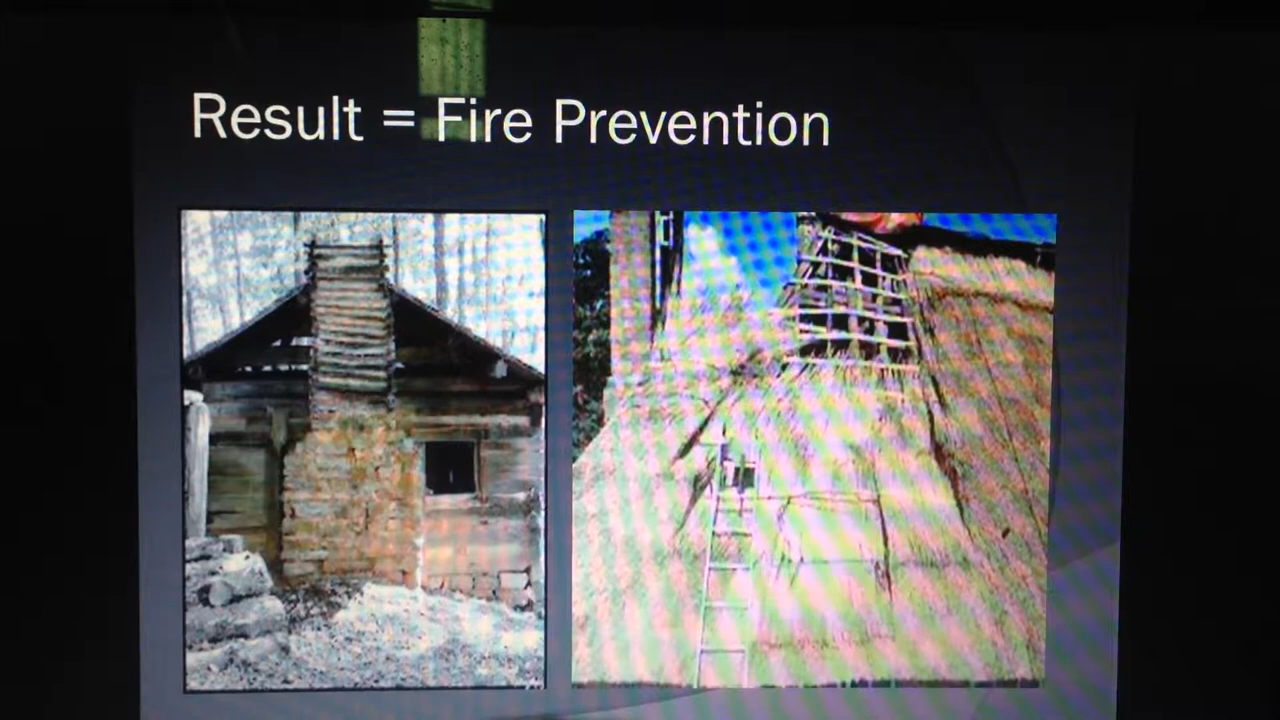 Result = Fire Prevention